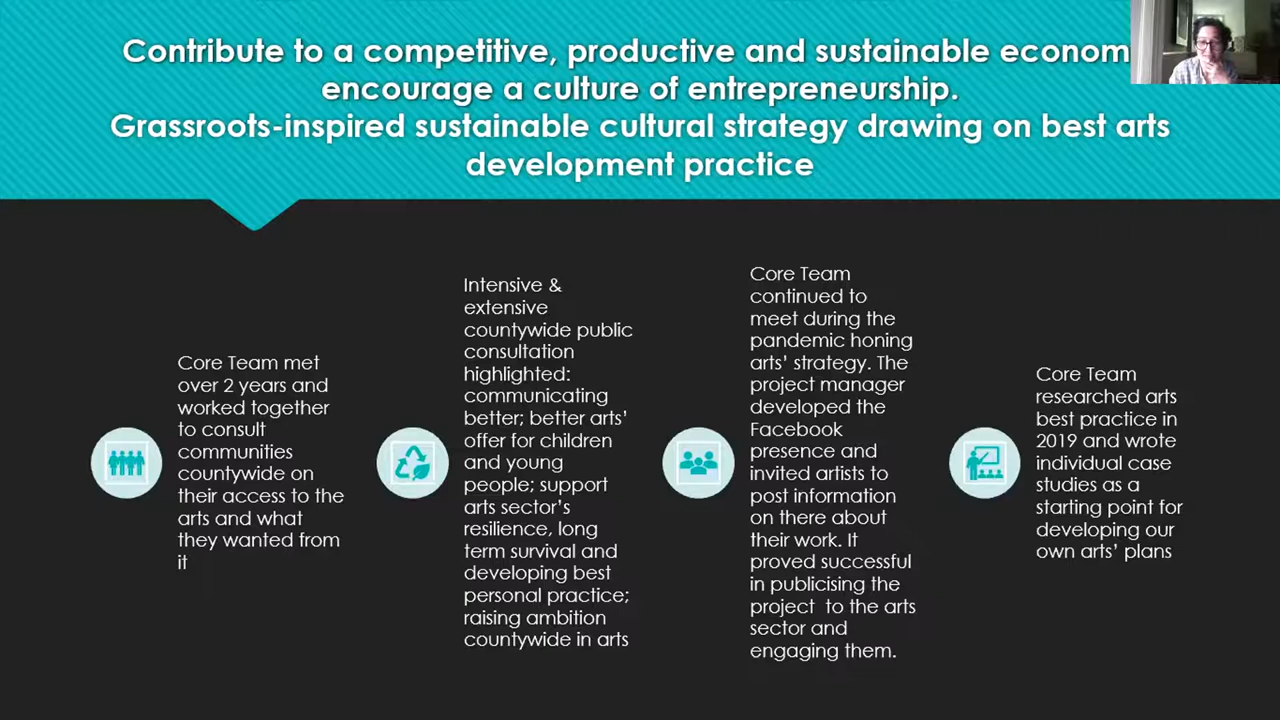 Contribute to a competitive, productive and sustainable econom
encourage a culture of entrepreneurship.
Grassroots-inspired sustainable cultural strategy drawing on best arts
development practice
Core Team met
over 2 years and
worked together
to consult
communities
countywide on
their access to the
arts and what
they wanted from
it
Intensive &
extensive
countywide public
consultation
highlighted:
communicating
better; better arts'
offer for children
and young
people; support
arts sector's
resilience, long
term survival and
developing best
personal practice;
raising ambition
countywide in arts
Core Team
continued to
meet during the
pandemic honing
arts' strategy. The
project manager
developed the
Facebook
presence and
invited artists to
post information
on there about
their work. It
proved successful
in publicising the
project  to the arts
sector and
engaging them.
Core Team
researched arts
best practice in
2019 and wrote
individual case
studies as a
starting point for
developing our
own arts' plans